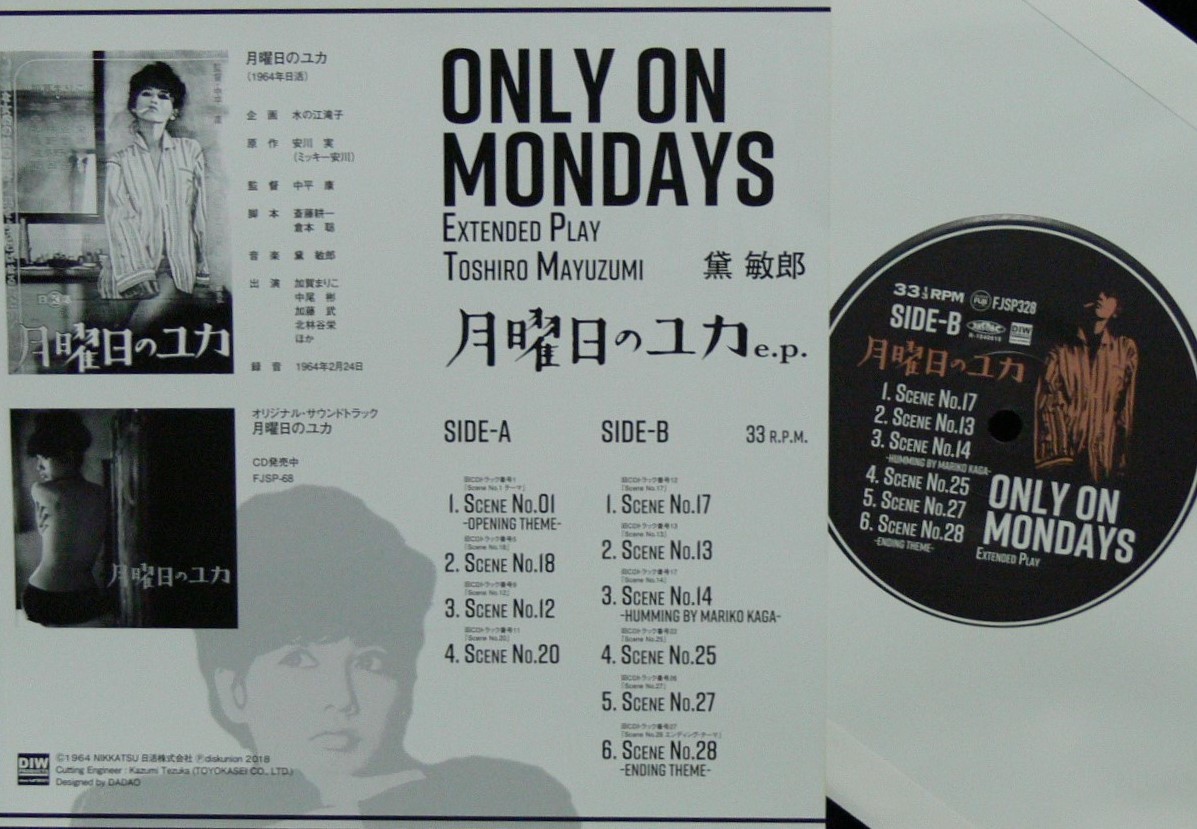 月曜日のユカ
(1964年日活)
企 画 水の江滝子
原 作 安川 実
(ミッキー安川)
監 督 中平 康
脚 本 斎藤耕一
倉本 聡
音 楽 黛 敏郎
出 演 加賀まりこ
中尾 彬
加藤 武
北林谷栄
ほか
録 音 1964年2月24日
月曜日のユカ
オリジナル・サウンドトラック
月曜日のユカ
CD発売中
FJSP-68
月曜日のユカ
ONLY ON
MONDAYS
EXTENDED PLAY
TOSHIRO MAYUZUMI 黛 敏郎
月曜日のユカ e.p.
SIDE-A
1. SCENE No.01
-OPENING THEME-
2. SCENE No.18
3. SCENE No.12
4. SCENE No.20
SIDE-B
33 R.P.M.
1. SCENE No.17
2. SCENE No.13
3. SCENE No.14
-HUMMING BY MARIKO KAGA-
4. SCENE No.25
5. SCENE No.27
6. SCENE No.28
-ENDING THEME-
DIW
©1964 NIKKATSU 日活株式会社 Ⓟdiskunion 2018
Cutting Engineer : Kazumi Tezuka (TOYOKASEI CO., LTD.)
Designed by DADAO
33 1/3 RPM
FJSP328
SIDE-B
DIW
月曜日のユカ
1. SCENE No.17
2. SCENE No.13
3. SCENE No.14
-HUMMING BY MARIKO KAGA-
4. SCENE No.25
5. SCENE No.27
6. SCENE No.28
-ENDING THEME-
ONLY ON
MONDAYS
EXTENDED PLAY